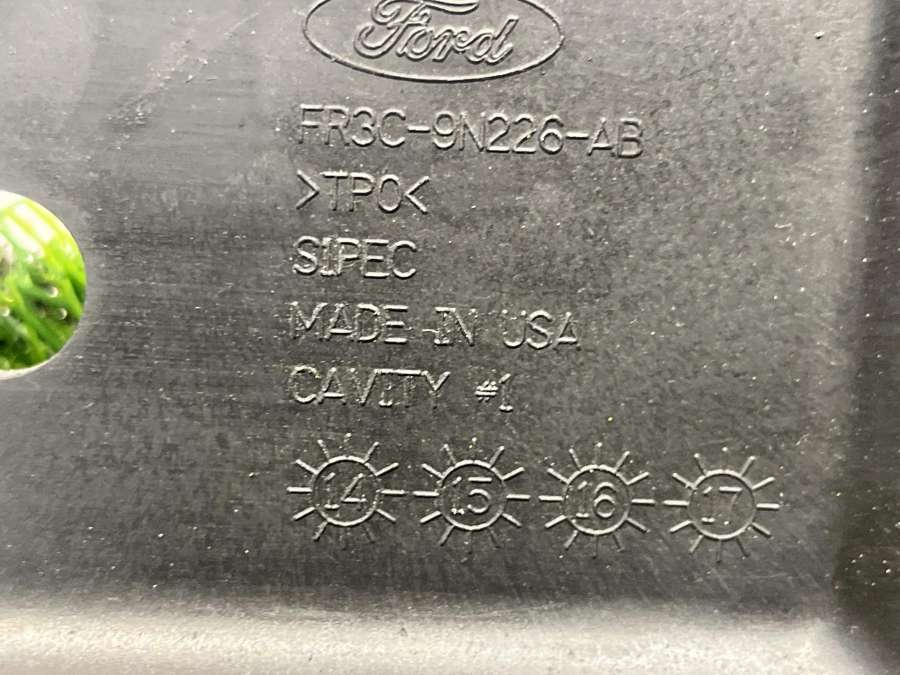 Ford
FR3C-9N226-AB
>TPO<
SIPEC
MADE IN USA
CAVITY #1
14 15 16 17